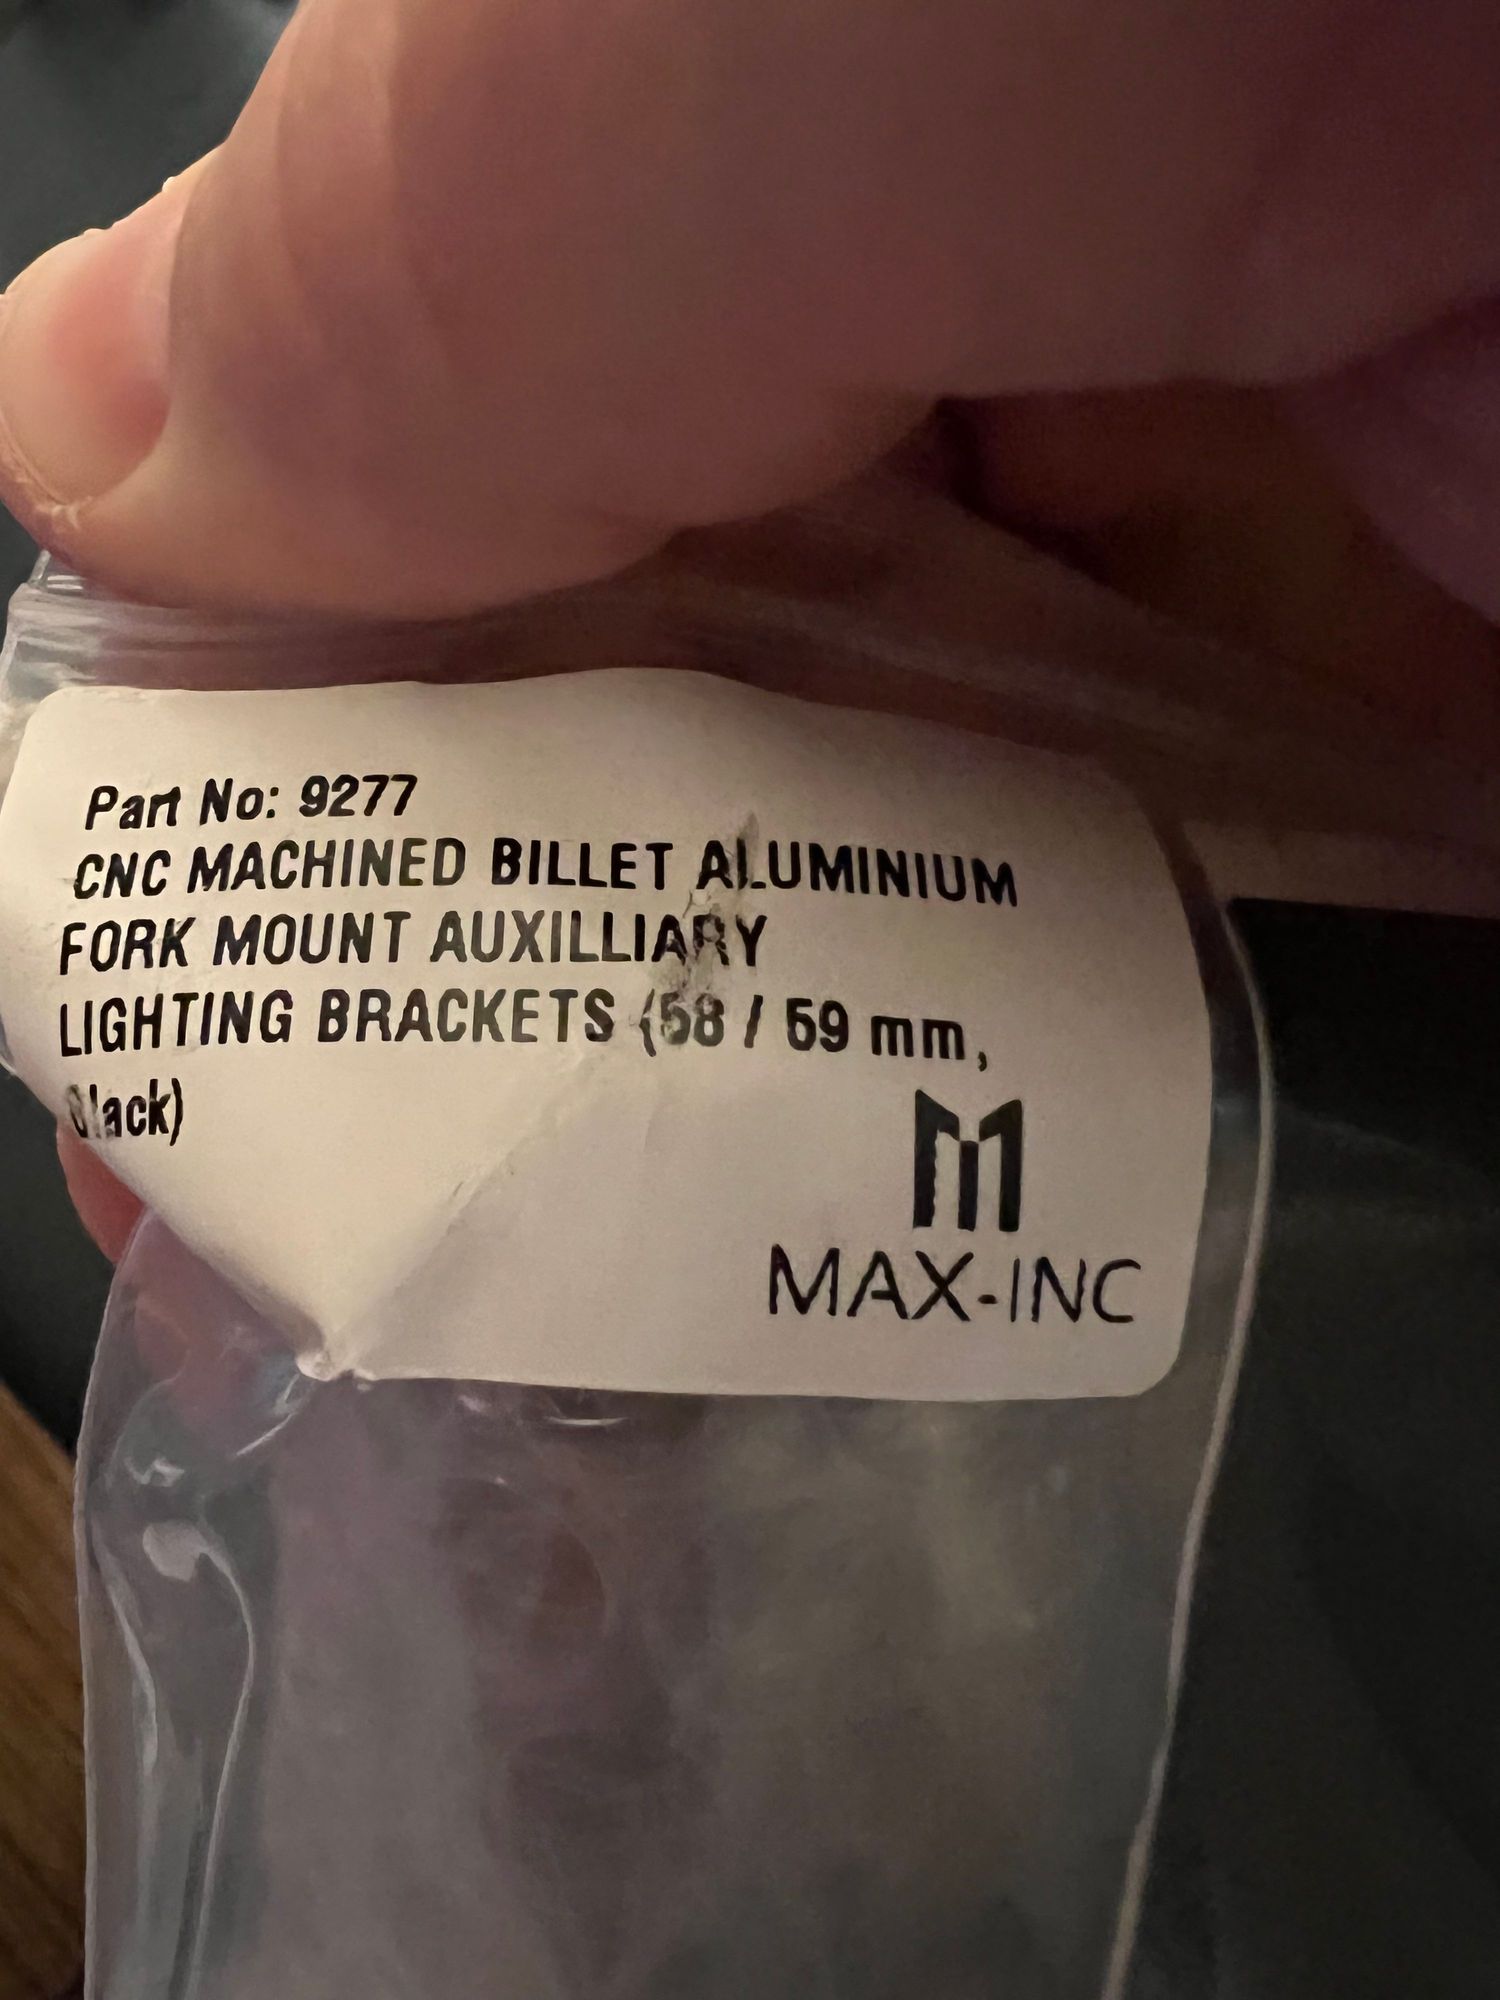 Part No: 9277
CNC MACHINED BILLET ALUMINIUM
FORK MOUNT AUXILLIARY
LIGHTING BRACKETS (58 / 59 mm,
Black)
MAX-INC